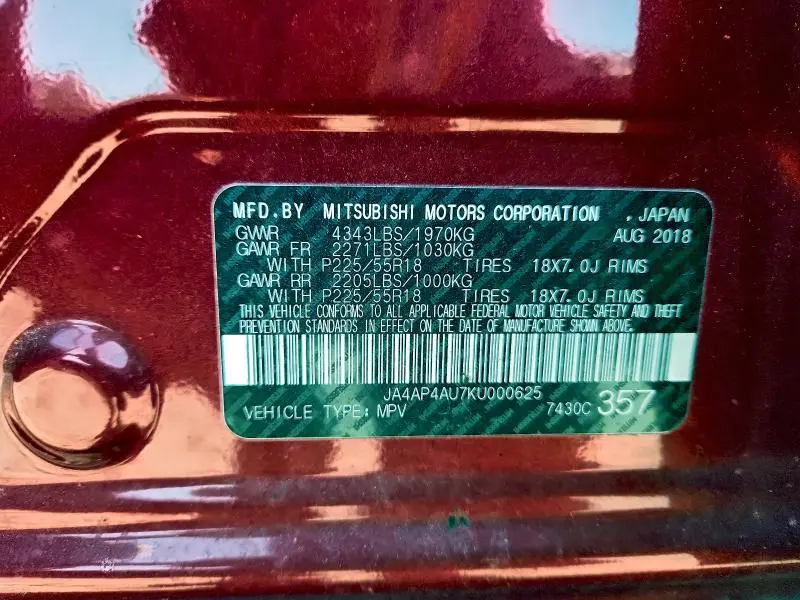 MFD.BY MITSUBISHI MOTORS CORPORATION , JAPAN
GVWR 4343LBS/1970KG AUG 2018
GAWR FR 2271LBS/1030KG
WITH P225/55R18 TIRES 18X7.0J RIMS
GAWR RR 2205LBS/1000KG
WITH P225/55R18 TIRES 18X7.0J RIMS
THIS VEHICLE CONFORMS TO ALL APPLICABLE FEDERAL MOTOR VEHICLE SAFETY AND THEFT
PREVENTION STANDARDS IN EFFECT ON THE DATE OF MANUFACTURE SHOWN ABOVE.
JA4AP4AU7KU000625
VEHICLE TYPE: MPV 7430C 357